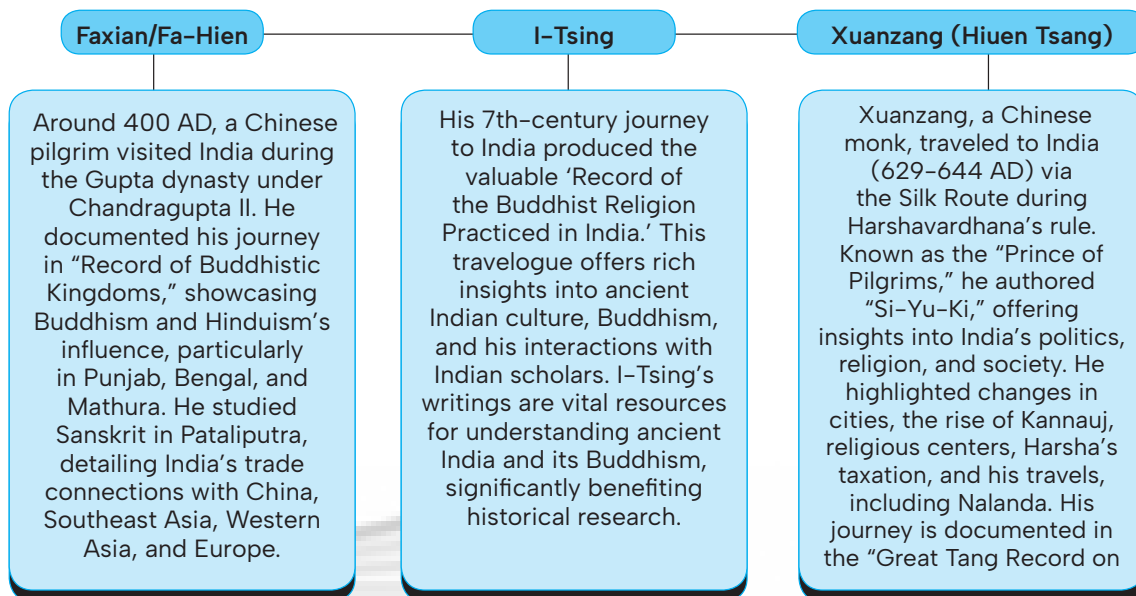 Faxian/Fa-Hien
I-Tsing
Xuanzang (Hiuen Tsang)
Around 400 AD, a Chinese
pilgrim visited India during
the Gupta dynasty under
Chandragupta II. He
documented his journey
in “Record of Buddhistic
Kingdoms,” showcasing
Buddhism and Hinduism’s
influence, particularly
in Punjab, Bengal, and
Mathura. He studied
Sanskrit in Pataliputra,
detailing India’s trade
connections with China,
Southeast Asia, Western
Asia, and Europe.
His 7th-century journey
to India produced the
valuable ‘Record of
the Buddhist Religion
Practiced in India.’ This
travelogue offers rich
insights into ancient
Indian culture, Buddhism,
and his interactions with
Indian scholars. I-Tsing’s
writings are vital resources
for understanding ancient
India and its Buddhism,
significantly benefiting
historical research.
Xuanzang, a Chinese
monk, traveled to India
(629-644 AD) via
the Silk Route during
Harshavardhana’s rule.
Known as the “Prince of
Pilgrims,” he authored
“Si-Yu-Ki,” offering
insights into India’s politics,
religion, and society. He
highlighted changes in
cities, the rise of Kannauj,
religious centers, Harsha’s
taxation, and his travels,
including Nalanda. His
journey is documented in
the “Great Tang Record on